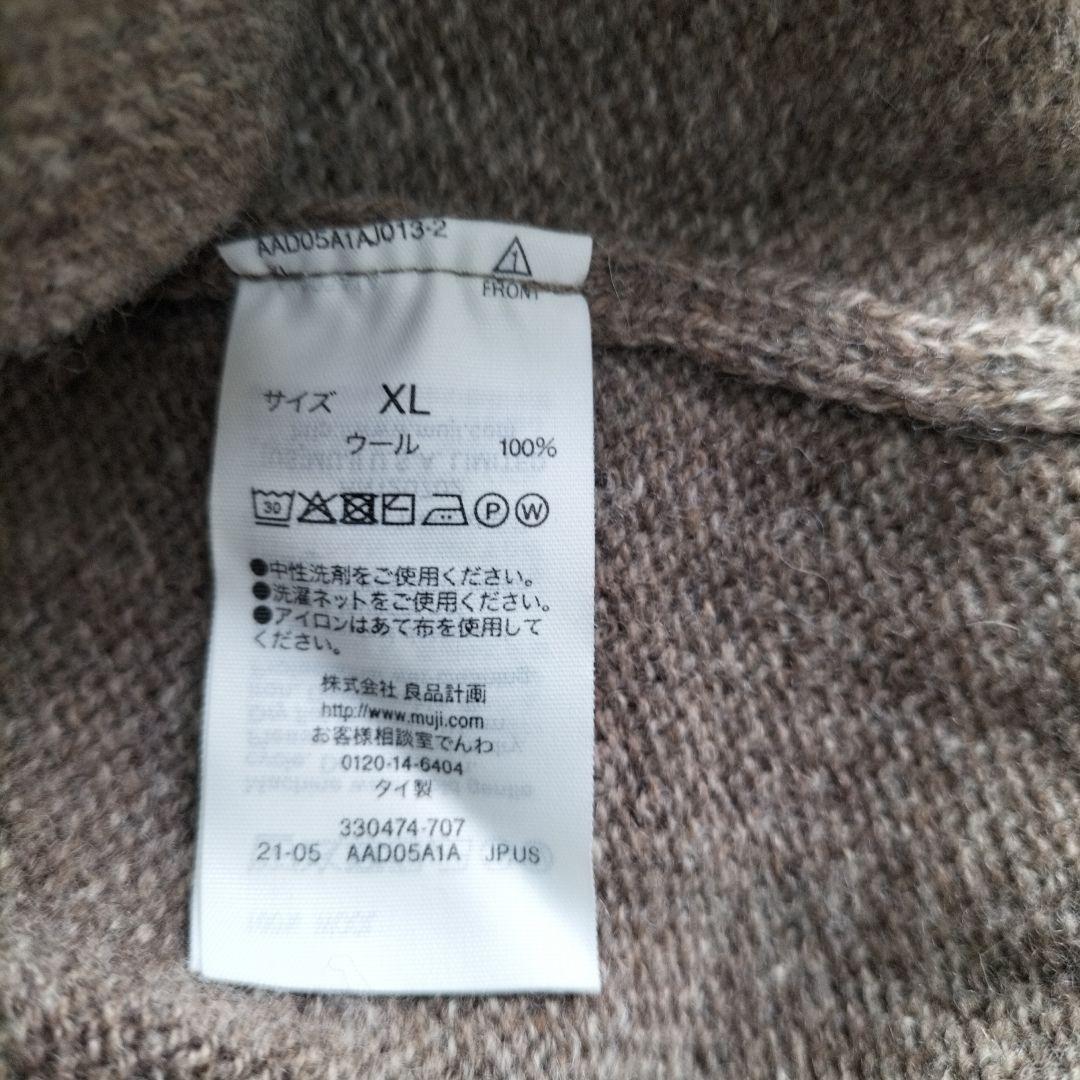 AAD05A1AJ013-2
1
FRONT
サイズ XL
ウール 100%
30 P W
●中性洗剤をご使用ください。
●洗濯ネットをご使用ください。
●アイロンはあて布を使用して
ください。
株式会社 良品計画
http://www.muji.com
お客様相談室でんわ
0120-14-6404
タイ製
330474-707
21-05 AAD05A1A JP.US